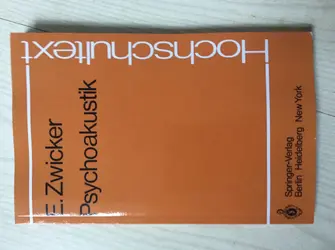 Hochschultext
E. Zwicker
Psychoakustik
Springer-Verlag
Berlin Heidelberg New York